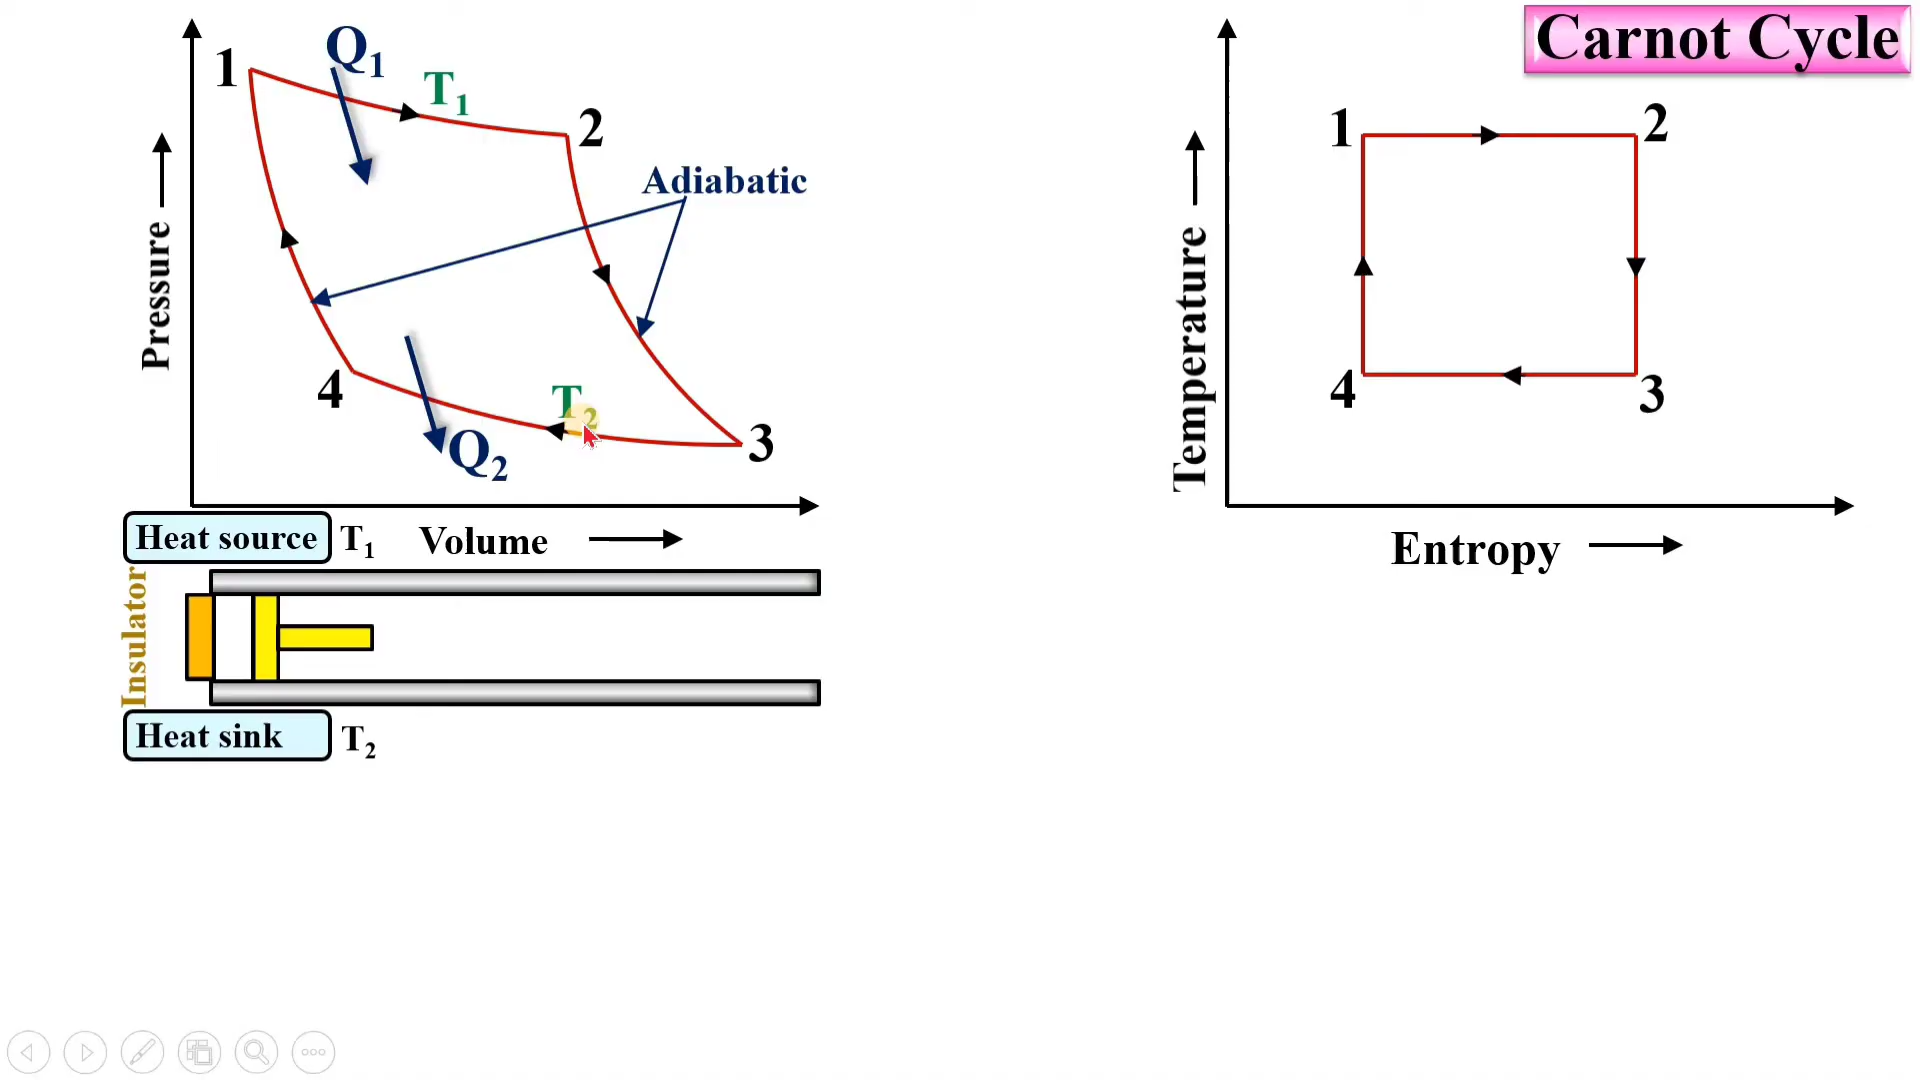 Carnot Cycle
Q1
T1
1
2
Adiabatic
Pressure
4
T2
3
Q2
Heat source
T1
Volume
Insulator
Heat sink
T2
1
2
Temperature
4
3
Entropy